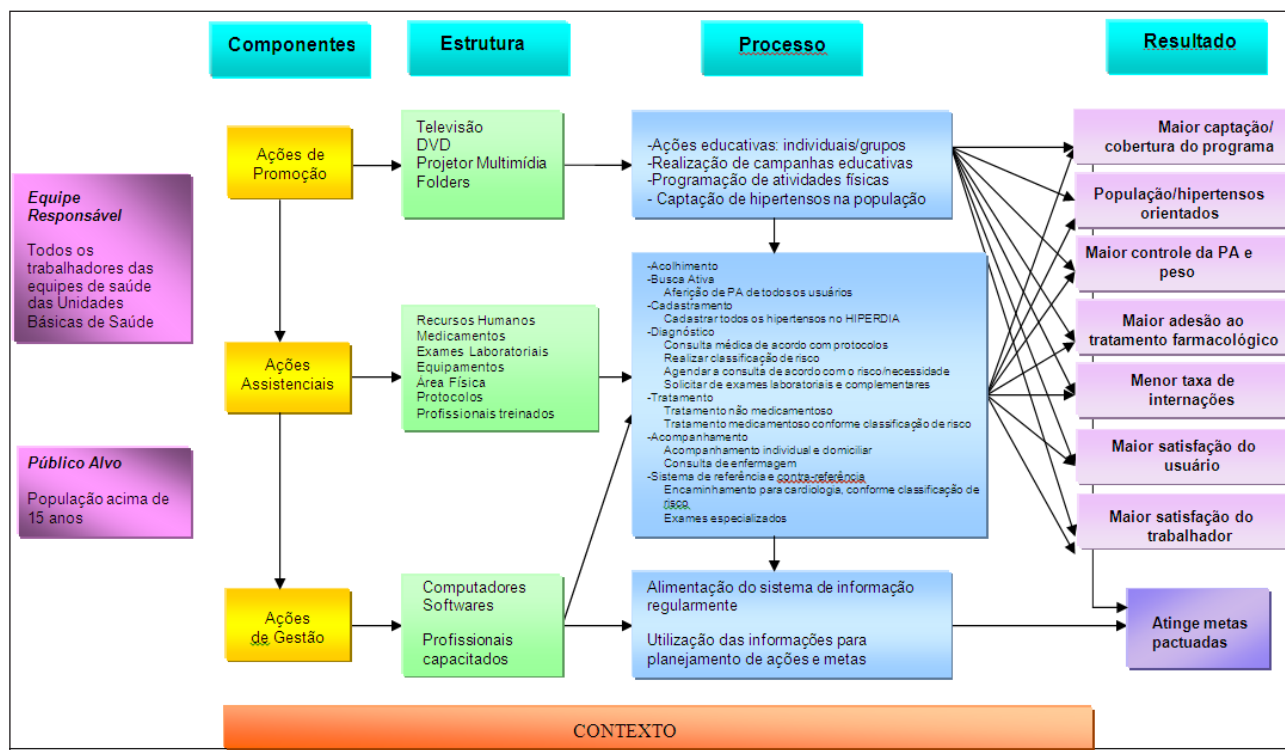 Componentes
Estrutura
Processo
Resultado
Equipe
Responsável
Todos os
trabalhadores das
equipes de saúde
das Unidades
Básicas de Saúde
Público Alvo
População acima de
15 anos
Ações de
Promoção
Ações
Assistenciais
Ações
de Gestão
Televisão
DVD
Projetor Multimídia
Folders
Recursos Humanos
Medicamentos
Exames Laboratoriais
Equipamentos
Área Física
Protocolos
Profissionais treinados
Computadores
Softwares
Profissionais
capacitados
-Ações educativas: individuais/grupos
-Realização de campanhas educativas
-Programação de atividades físicas
- Captação de hipertensos na população
-Acolhimento
-Busca Ativa
Aferição de PA de todos os usuários
-Cadastramento
Cadastrar todos os hipertensos no HIPERDIA
-Diagnóstico
Consulta médica de acordo com protocolos
Realizar classificação de risco
Agendar a consulta de acordo com o risco/necessidade
Solicitar de exames laboratoriais e complementares
-Tratamento
Tratamento não medicamentoso
Tratamento medicamentoso conforme classificação de risco
-Acompanhamento
Acompanhamento individual e domiciliar
Consulta de enfermagem
-Sistema de referência e contra-referência
Encaminhamento para cardiologia, conforme classificação de
risco.
Exames especializados
Alimentação do sistema de informação
regularmente
Utilização das informações para
planejamento de ações e metas
Maior captação/
cobertura do programa
População/hipertensos
orientados
Maior controle da PA e
peso
Maior adesão ao
tratamento farmacológico
Menor taxa de
internações
Maior satisfação do
usuário
Maior satisfação do
trabalhador
Atinge metas
pactuadas
CONTEXTO